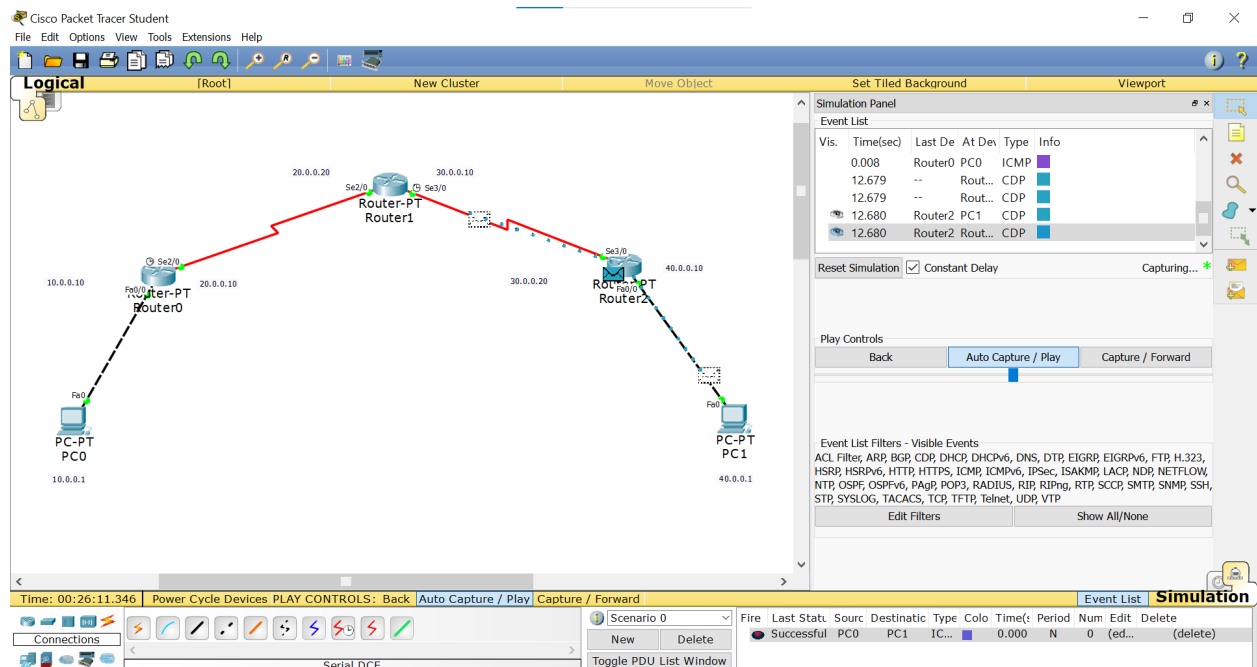 Cisco Packet Tracer Student
File Edit Options View Tools Extensions Help
Logical [Root] New Cluster Move Object Set Tiled Background Viewport
Simulation Panel
Event List
Vis. Time(sec) Last De At Dev Type Info
0.008 Router0 PC0 ICMP
12.679 -- Rout... CDP
12.679 -- Rout... CDP
12.680 Router2 PC1 CDP
12.680 Router2 Rout... CDP
Reset Simulation Constant Delay Capturing... *
Play Controls
Back Auto Capture / Play Capture / Forward
Event List Filters - Visible Events
ACL Filter, ARP, BGP, CDP, DHCP, DHCPv6, DNS, DTP, EIGRP, EIGRPv6, FTP, H.323,
HSRP, HSRPv6, HTTP, HTTPS, ICMP, ICMPv6, IPSec, ISAKMP, LACP, NDP, NETFLOW,
NTP, OSPF, OSPFv6, PAgP, POP3, RADIUS, RIP, RIPng, RTP, SCCP, SMTP, SNMP, SSH,
STP, SYSLOG, TACACS, TCP, TFTP, Telnet, UDP, VTP
Edit Filters Show All/None
20.0.0.20 30.0.0.10
Se2/0 Se3/0
Router-PT
Router1
Se2/0
10.0.0.10 20.0.0.10
Fa0/0
Router-PT
Router0
Se3/0
40.0.0.10
30.0.0.20
Router-PT
Fa0/0
Router2
Fa0
PC-PT
PC0
10.0.0.1
Fa0
PC-PT
PC1
40.0.0.1
Time: 00:26:11.346 Power Cycle Devices PLAY CONTROLS: Back Auto Capture / Play Capture / Forward Event List Simulation
Connections
Serial DCE
Scenario 0
New Delete
Toggle PDU List Window
Fire Last Statu Sourc Destinatic Type Colo Time(s Period Num Edit Delete
Successful PC0 PC1 IC... 0.000 N 0 (ed... (delete)